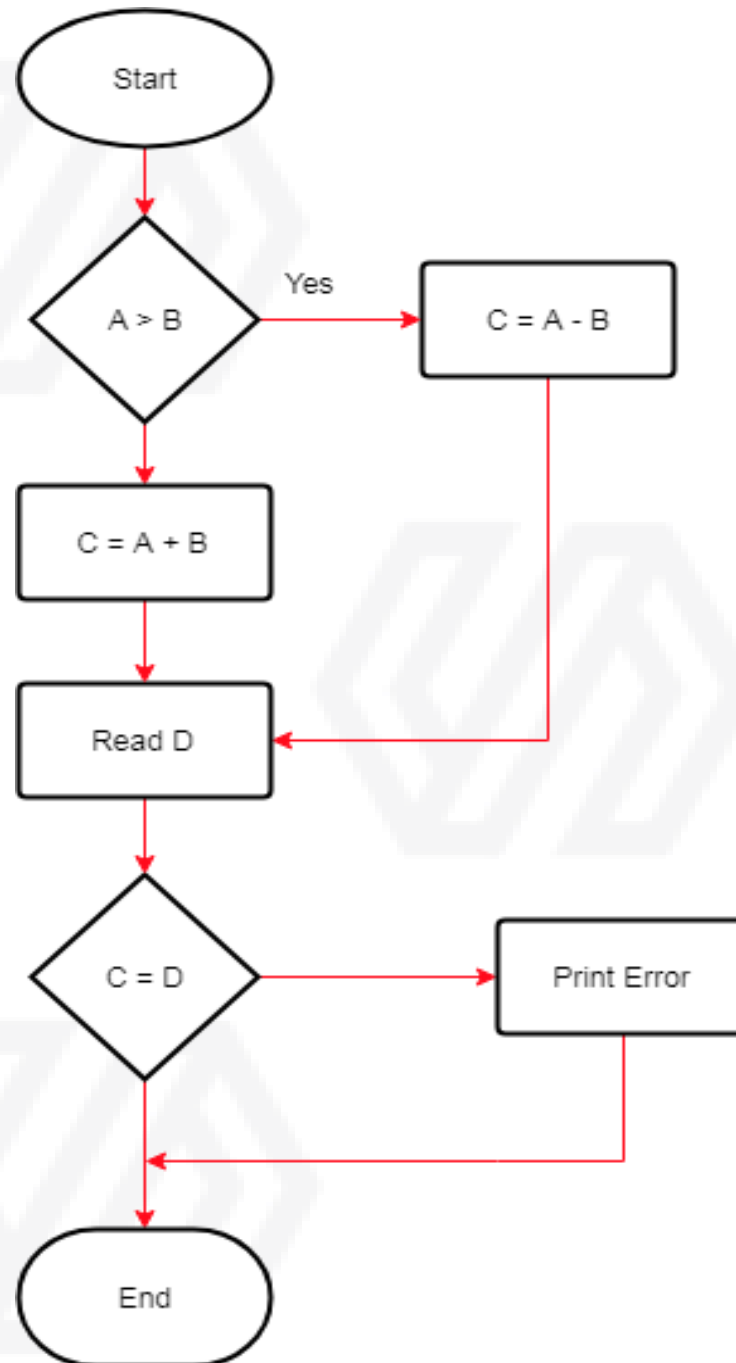 Start
A > B
Yes
C = A - B
C = A + B
Read D
C = D
Print Error
End